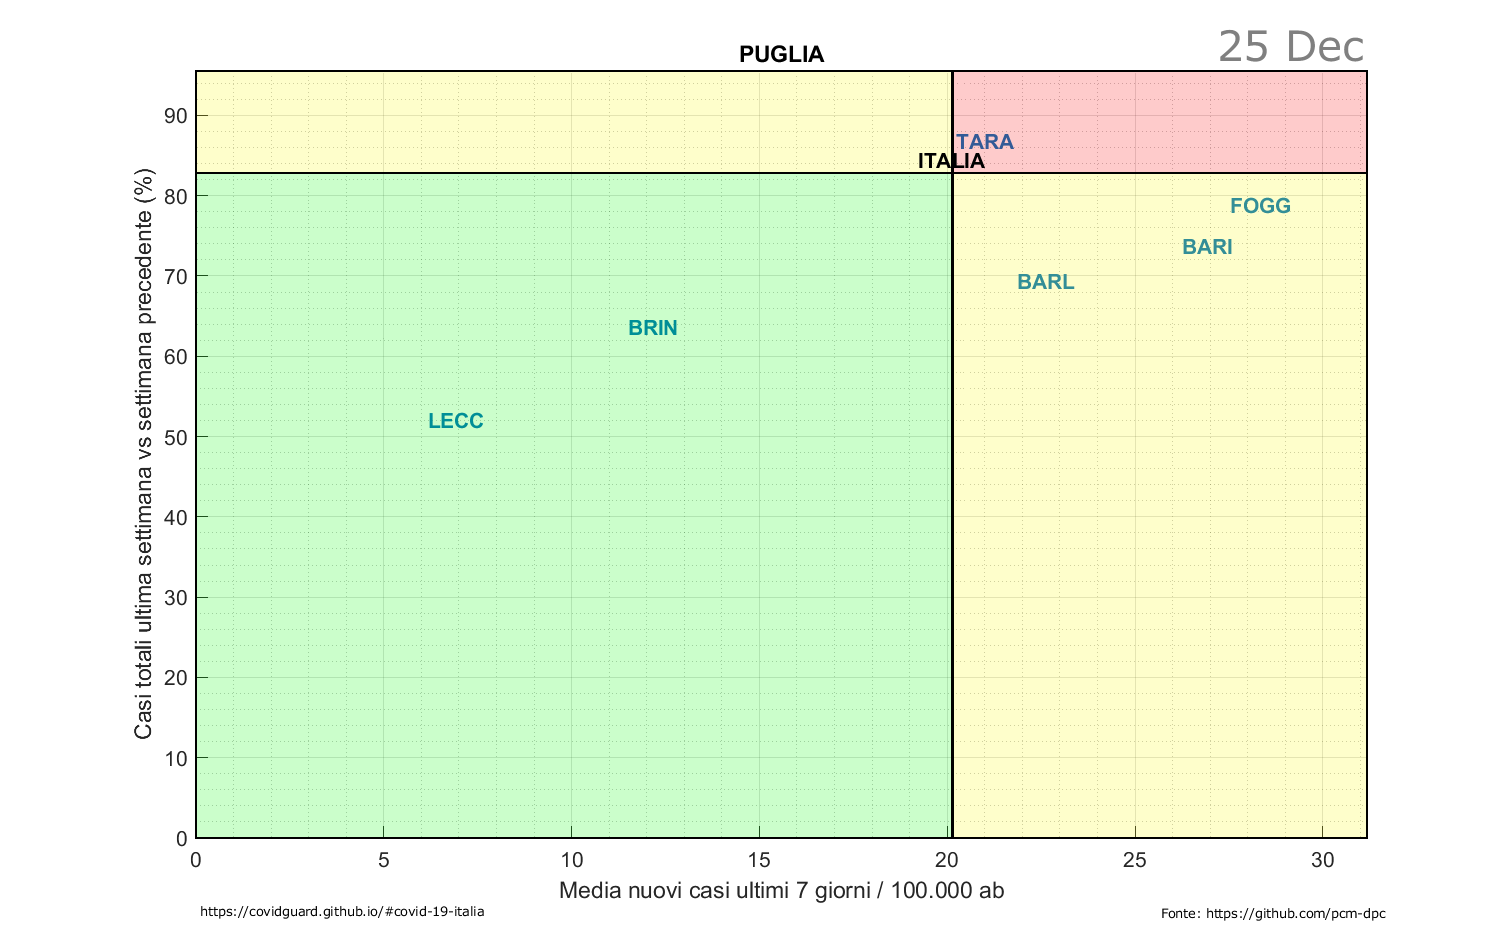 25 Dec
PUGLIA
90
TARA
ITALIA
80
FOGG
BARI
70
BARL
BRIN
60
LECC
50
40
30
20
10
0
Casi totali ultima settimana vs settimana precedente (%)
0 5 10 15 20 25 30
Media nuovi casi ultimi 7 giorni / 100.000 ab
https://covidguard.github.io/#covid-19-italia
Fonte: https://github.com/pcm-dpc